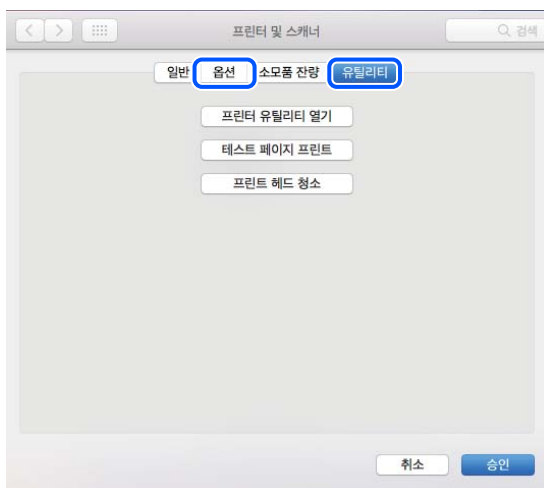 프린터 및 스캐너
검색
일반 옵션 소모품 잔량 유틸리티
프린터 유틸리티 열기
테스트 페이지 프린트
프린트 헤드 청소
취소 승인